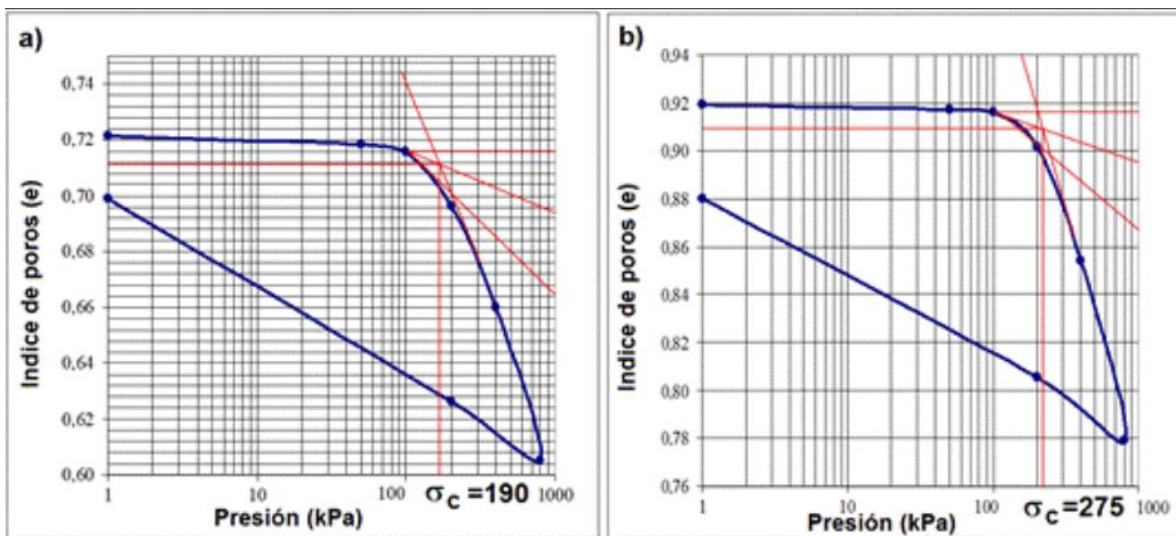 a)
Indice de poros (e)
0,74
0,72
0,70
0,68
0,66
0,64
0,62
0,60
1 10 100 1000
σc=190
Presión (kPa)
b)
Indice de poros (e)
0,94
0,92
0,90
0,88
0,86
0,84
0,82
0,80
0,78
0,76
1 10 100 1000
σc=275
Presión (kPa)